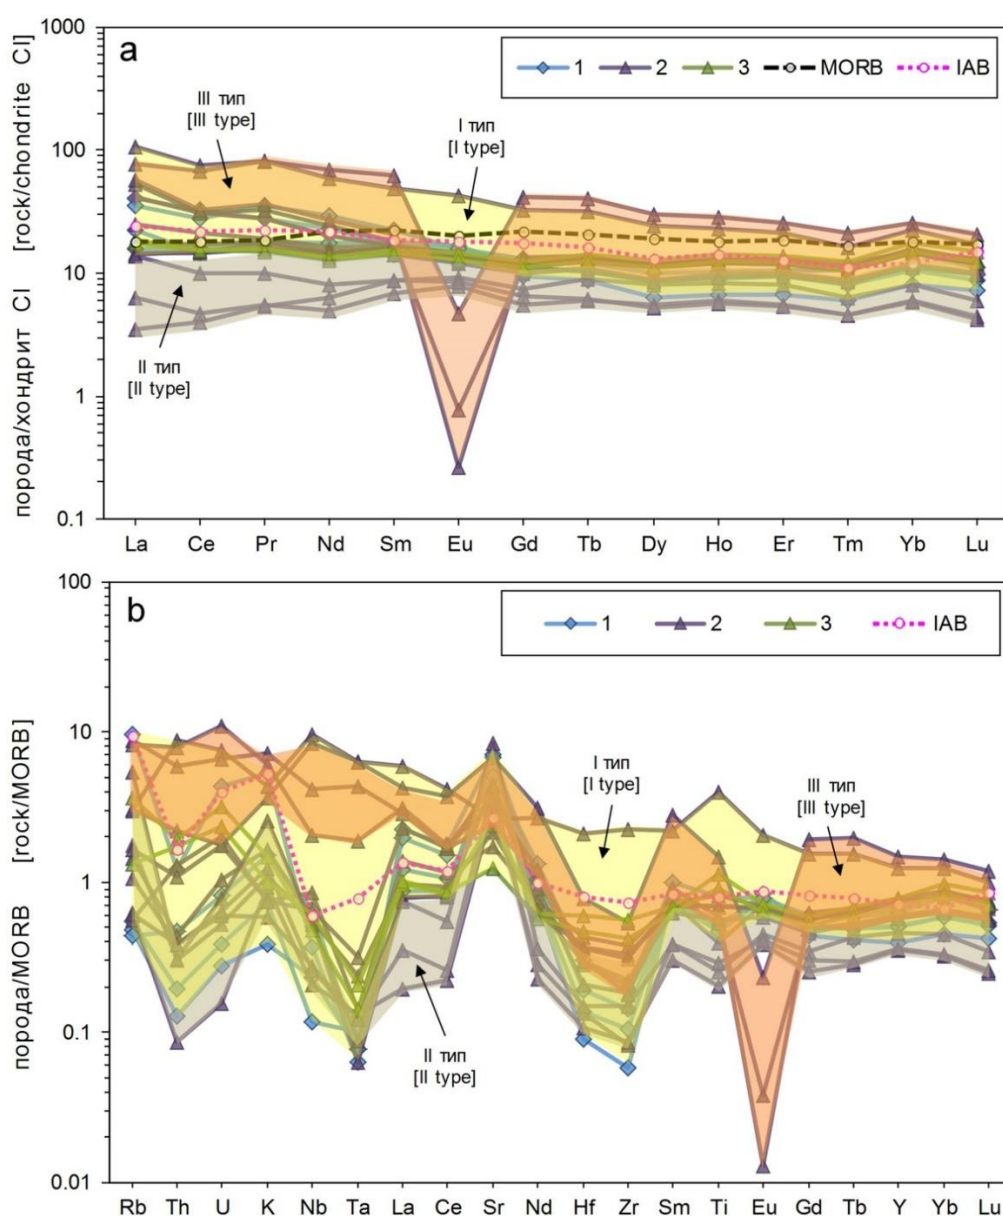 1000
a
1 2 3 MORB IAB
III тип
[III type]
I тип
[I type]
100
10
II тип
[II type]
1
0.1
порода/хондрит CI [rock/chondrite CI]
La Ce Pr Nd Sm Eu Gd Tb Dy Ho Er Tm Yb Lu
100
b
1 2 3 IAB
10
I тип
[I type]
III тип
[III type]
1
II тип
[II type]
0.1
0.01
порода/MORB [rock/MORB]
Rb Th U K Nb Ta La Ce Sr Nd Hf Zr Sm Ti Eu Gd Tb Y Yb Lu